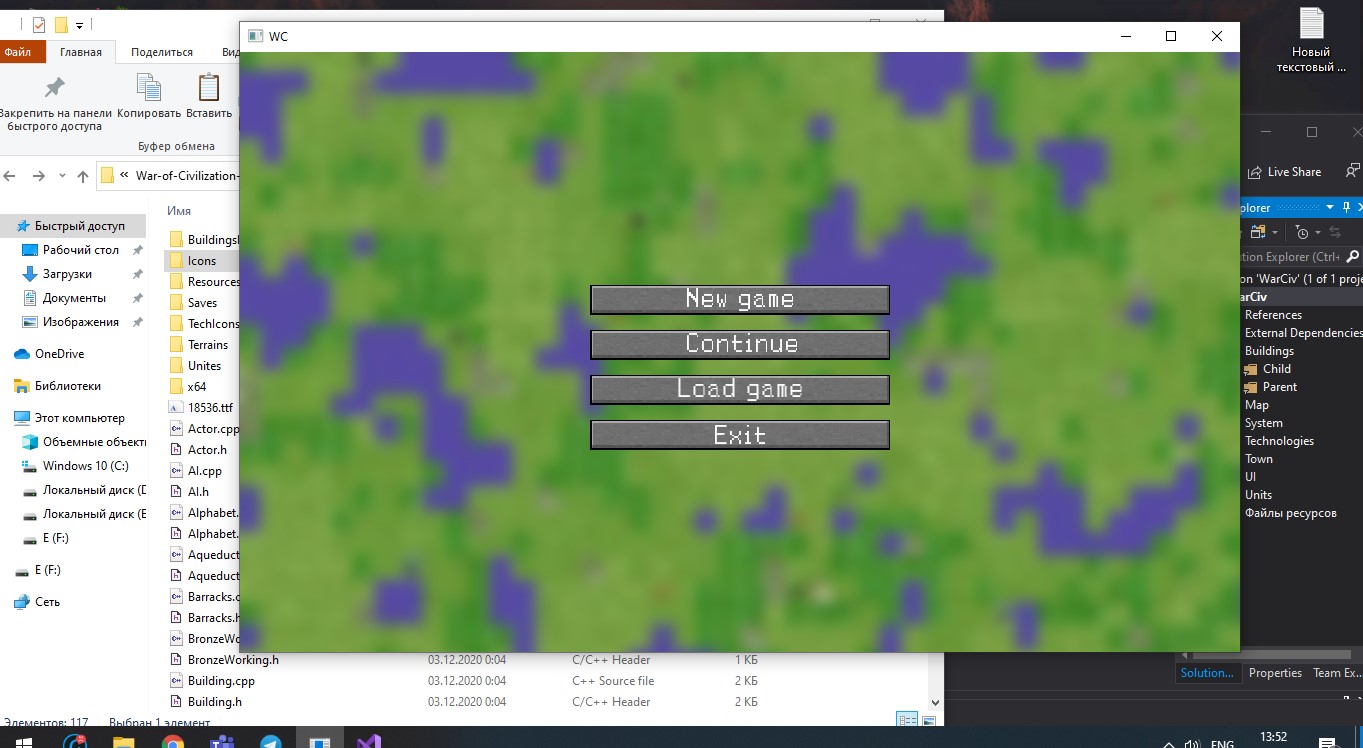 WC
Файл
Главная
Поделиться
Вид
Закрепить на панели
быстрого доступа
Копировать
Вставить
Буфер обмена
« War-of-Civilization-
Имя
Быстрый доступ
Рабочий стол
Загрузки
Документы
Изображения
OneDrive
Библиотеки
Этот компьютер
Объемные объект
Windows 10 (C:)
Локальный диск (D
Локальный диск (E
E (F:)
E (F:)
Сеть
Icons
Resources
Saves
TechIcons
Terrains
Unites
x64
18536.ttf
Actor.cpp
Actor.h
AI.cpp
AI.h
Alphabet.
Alphabet.
Aqueduct
Aqueduct
Barracks.c
Barracks.h
BronzeWo
BronzeWorking.h 03.12.2020 0:04 C/C++ Header 1 КБ
Building.cpp 03.12.2020 0:04 C++ Source file 2 КБ
Building.h 03.12.2020 0:04 C/C++ Header 2 КБ
Элементов: 117 Выбран 1 элемент
New game
Continue
Load game
Exit
Новый
текстовый ...
Live Share
plorer
tion Explorer (Ctrl+
on 'WarCiv' (1 of 1 proje
arCiv
References
External Dependencies
Buildings
Child
Parent
Map
System
Technologies
Town
UI
Units
Файлы ресурсов
Solution...
Properties
Team Ex...
ENG
13:52